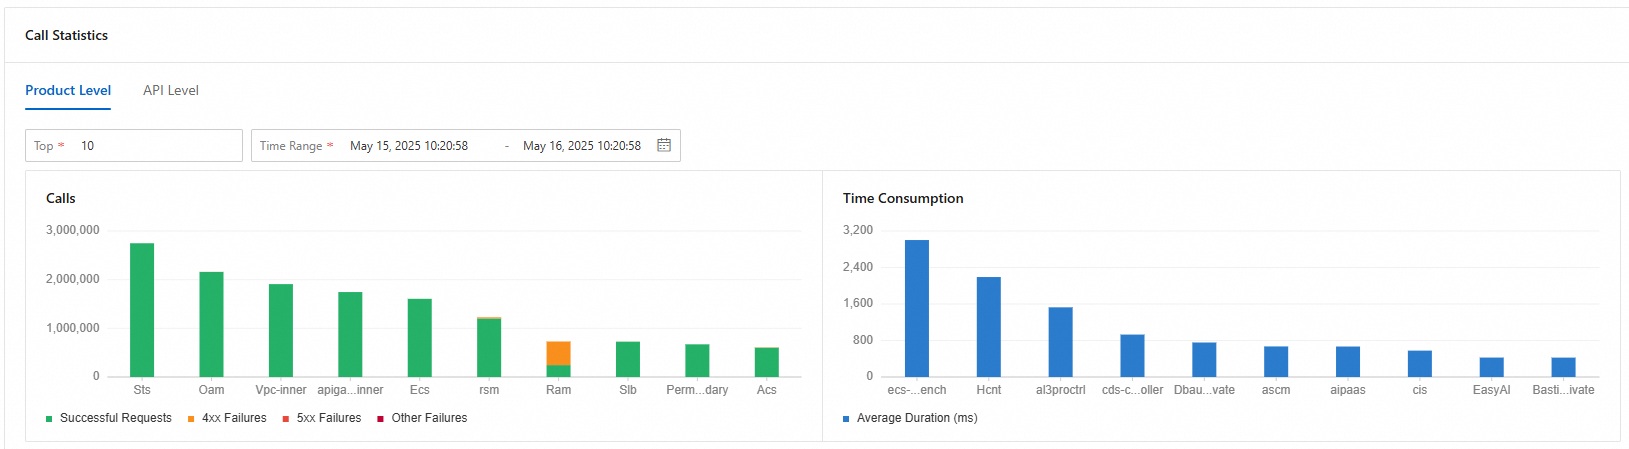 Call Statistics
Product Level API Level
Top * 10 Time Range * May 15, 2025 10:20:58 - May 16, 2025 10:20:58
Calls
3,000,000
2,000,000
1,000,000
0
Sts Oam Vpc-inner apiga...inner Ecs rsm Ram Slb Perm...dary Acs
Successful Requests 4xx Failures 5xx Failures Other Failures
Time Consumption
3,200
2,400
1,600
800
0
ecs-...ench Hcnt al3proctrl cds-c...oller Dbau...vate ascm aipaas cis EasyAI Basti...ivate
Average Duration (ms)